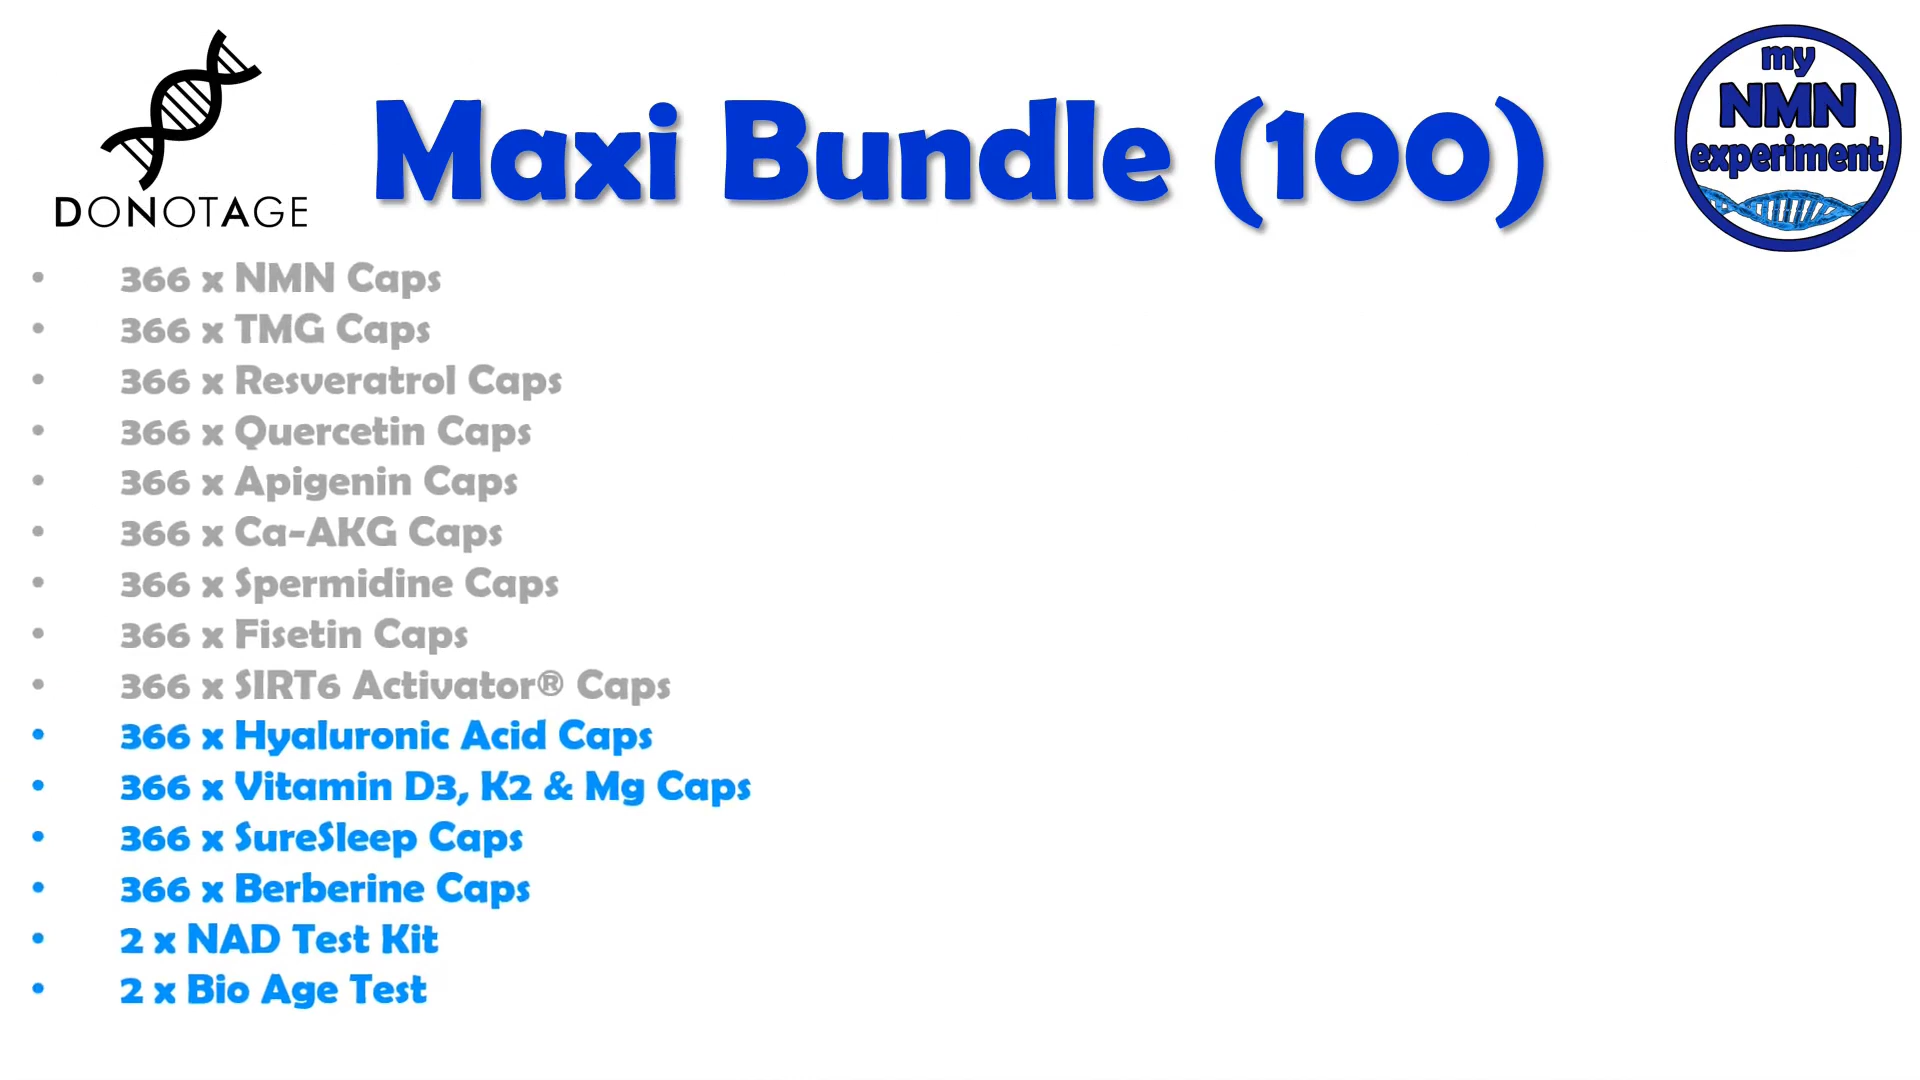 DONOTAGE
Maxi Bundle (100)
my
NMN
experiment
• 366 x NMN Caps
• 366 x TMG Caps
• 366 x Resveratrol Caps
• 366 x Quercetin Caps
• 366 x Apigenin Caps
• 366 x Ca-AKG Caps
• 366 x Spermidine Caps
• 366 x Fisetin Caps
• 366 x SIRT6 Activator® Caps
• 366 x Hyaluronic Acid Caps
• 366 x Vitamin D3, K2 & Mg Caps
• 366 x SureSleep Caps
• 366 x Berberine Caps
• 2 x NAD Test Kit
• 2 x Bio Age Test